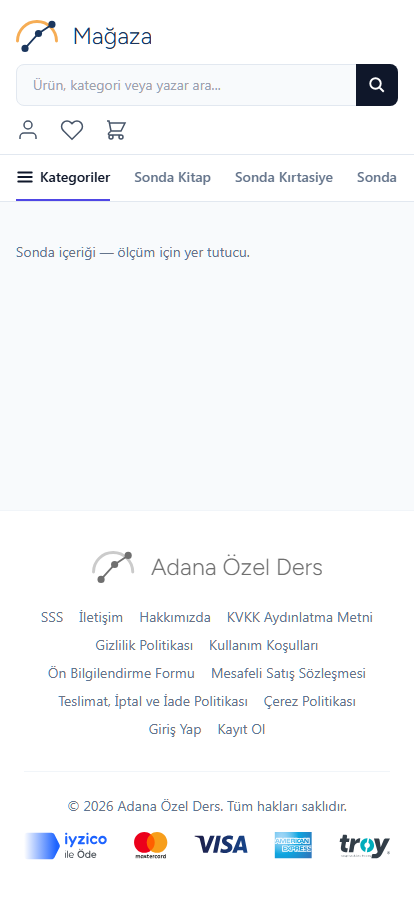 Mağaza
Ürün, kategori veya yazar ara...
Kategoriler Sonda Kitap Sonda Kırtasiye Sonda
Sonda içeriği — ölçüm için yer tutucu.
Adana Özel Ders
SSS İletişim Hakkımızda KVKK Aydınlatma Metni
Gizlilik Politikası Kullanım Koşulları
Ön Bilgilendirme Formu Mesafeli Satış Sözleşmesi
Teslimat, İptal ve İade Politikası Çerez Politikası
Giriş Yap Kayıt Ol
© 2026 Adana Özel Ders. Tüm hakları saklıdır.
iyzico
ile Öde
mastercard
VISA
AMERICAN
EXPRESS
troy